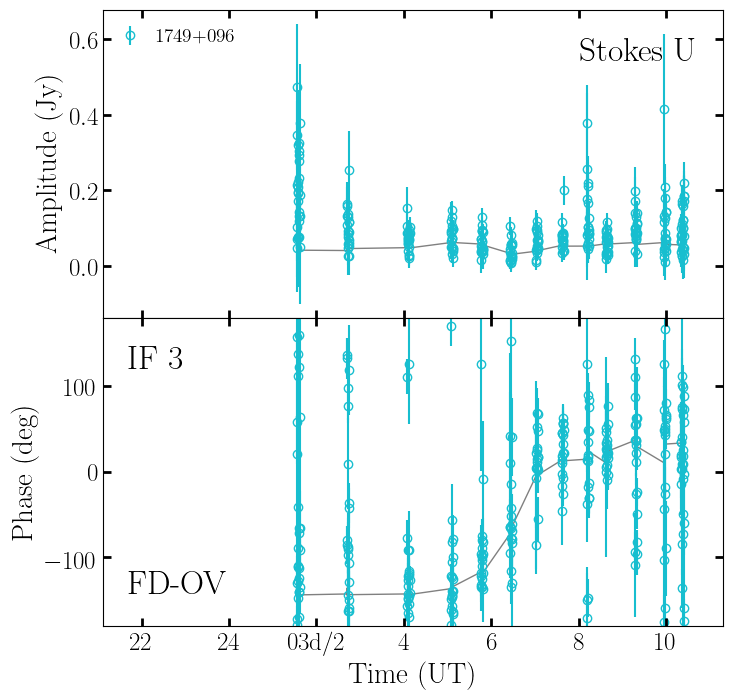 1749+096
Stokes U
0.6
0.4
0.2
0.0
Amplitude (Jy)
IF 3
100
0
−100
Phase (deg)
FD-OV
22 24 03d/2 4 6 8 10
Time (UT)